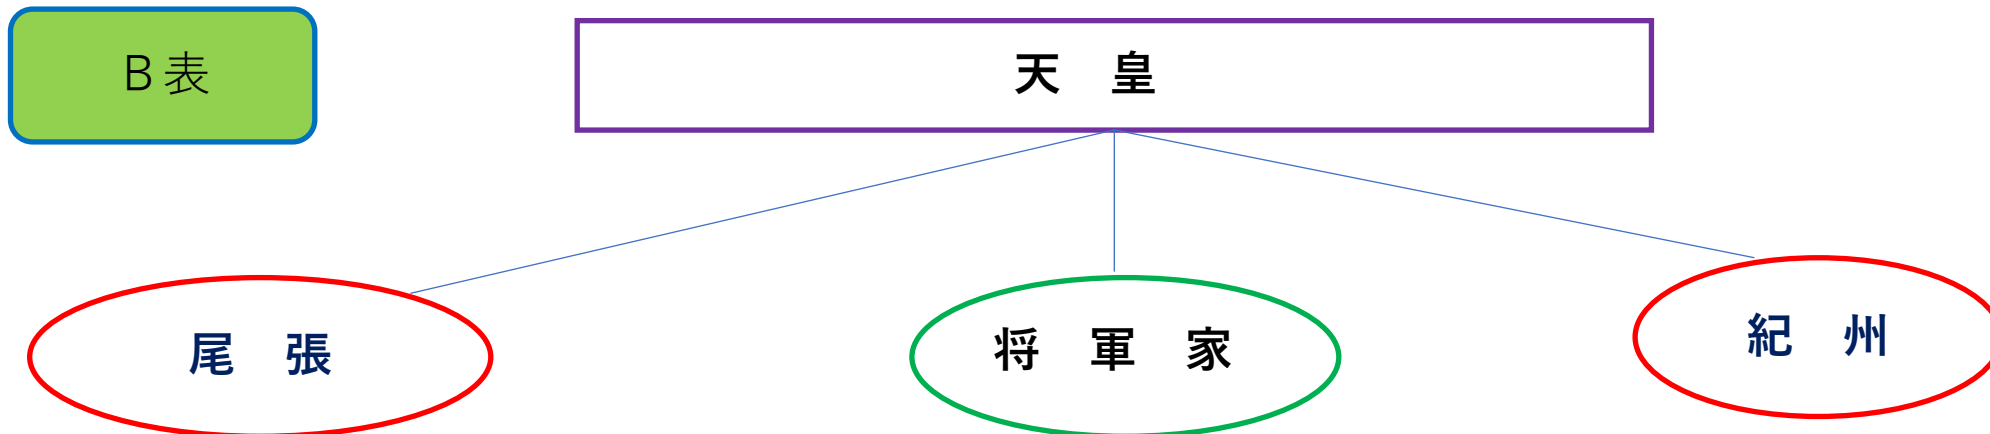 B表
天　皇
尾　張
将　軍　家
紀　州